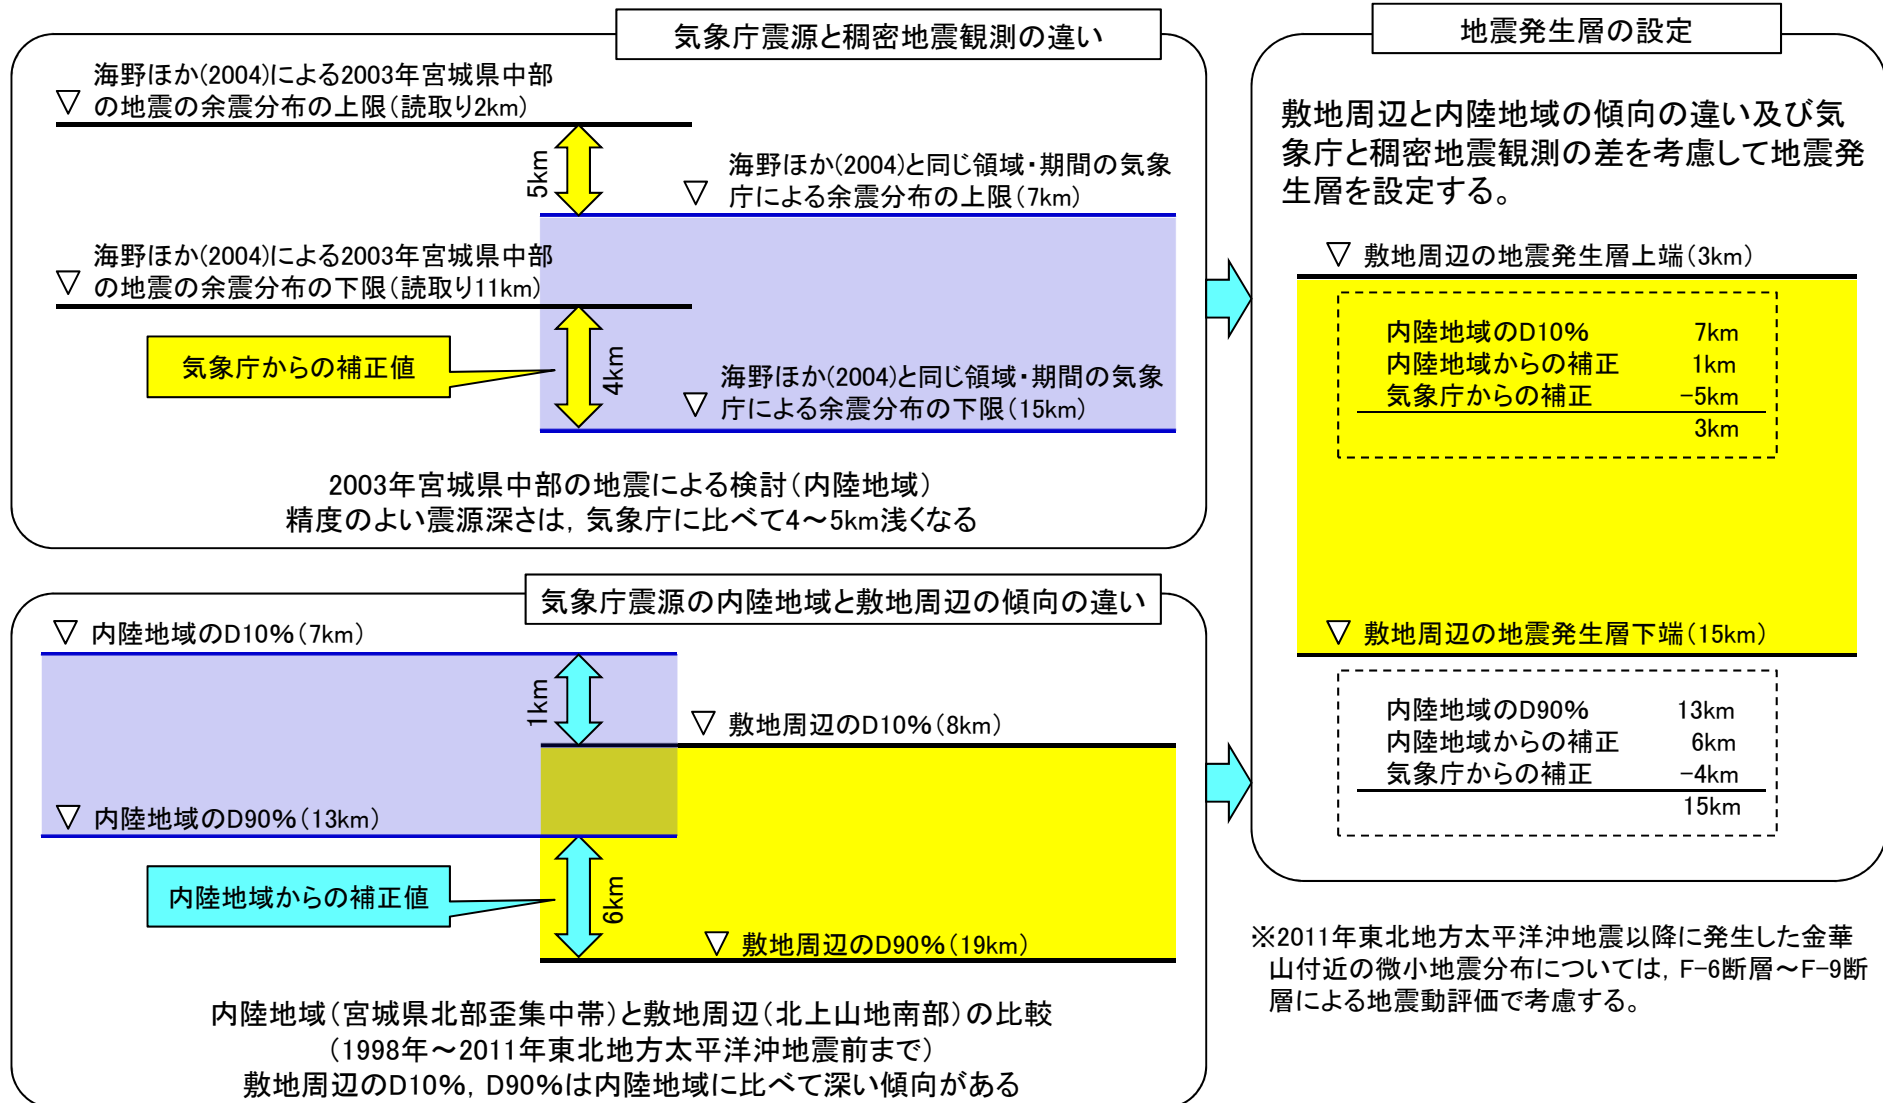 気象庁震源と稠密地震観測の違い
▽ 海野ほか(2004)による2003年宮城県中部
の地震の余震分布の上限(読取り2km)
5km
▽ 海野ほか(2004)と同じ領域・期間の気象
庁による余震分布の上限(7km)
▽ 海野ほか(2004)による2003年宮城県中部
の地震の余震分布の下限(読取り11km)
気象庁からの補正値
4km
▽ 海野ほか(2004)と同じ領域・期間の気象
庁による余震分布の下限(15km)
2003年宮城県中部の地震による検討(内陸地域)
精度のよい震源深さは,気象庁に比べて4～5km浅くなる
気象庁震源の内陸地域と敷地周辺の傾向の違い
▽ 内陸地域のD10%(7km)
1km
▽ 敷地周辺のD10%(8km)
▽ 内陸地域のD90%(13km)
内陸地域からの補正値
6km
▽ 敷地周辺のD90%(19km)
内陸地域(宮城県北部歪集中帯)と敷地周辺(北上山地南部)の比較
(1998年～2011年東北地方太平洋沖地震前まで)
敷地周辺のD10%,D90%は内陸地域に比べて深い傾向がある
地震発生層の設定
敷地周辺と内陸地域の傾向の違い及び気
象庁と稠密地震観測の差を考慮して地震発
生層を設定する。
▽ 敷地周辺の地震発生層上端(3km)
内陸地域のD10% 7km
内陸地域からの補正 1km
気象庁からの補正 -5km
3km
▽ 敷地周辺の地震発生層下端(15km)
内陸地域のD90% 13km
内陸地域からの補正 6km
気象庁からの補正 -4km
15km
※2011年東北地方太平洋沖地震以降に発生した金華
山付近の微小地震分布については,F-6断層～F-9断
層による地震動評価で考慮する。